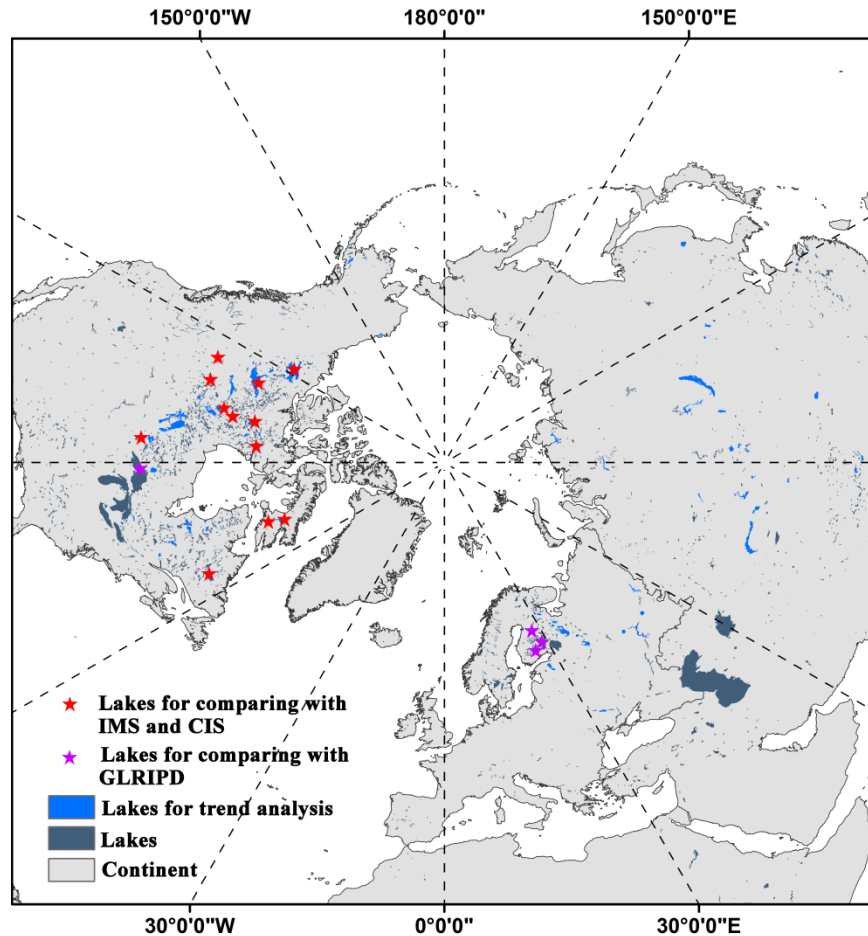 150°0'0"W 180°0'0" 150°0'0"E
Lakes for comparing with
IMS and CIS
Lakes for comparing with
GLRIPD
Lakes for trend analysis
Lakes
Continent
30°0'0"W 0°0'0" 30°0'0"E